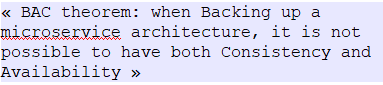 « BAC theorem: when Backing up a
microservice architecture, it is not
possible to have both Consistency and
Availability »